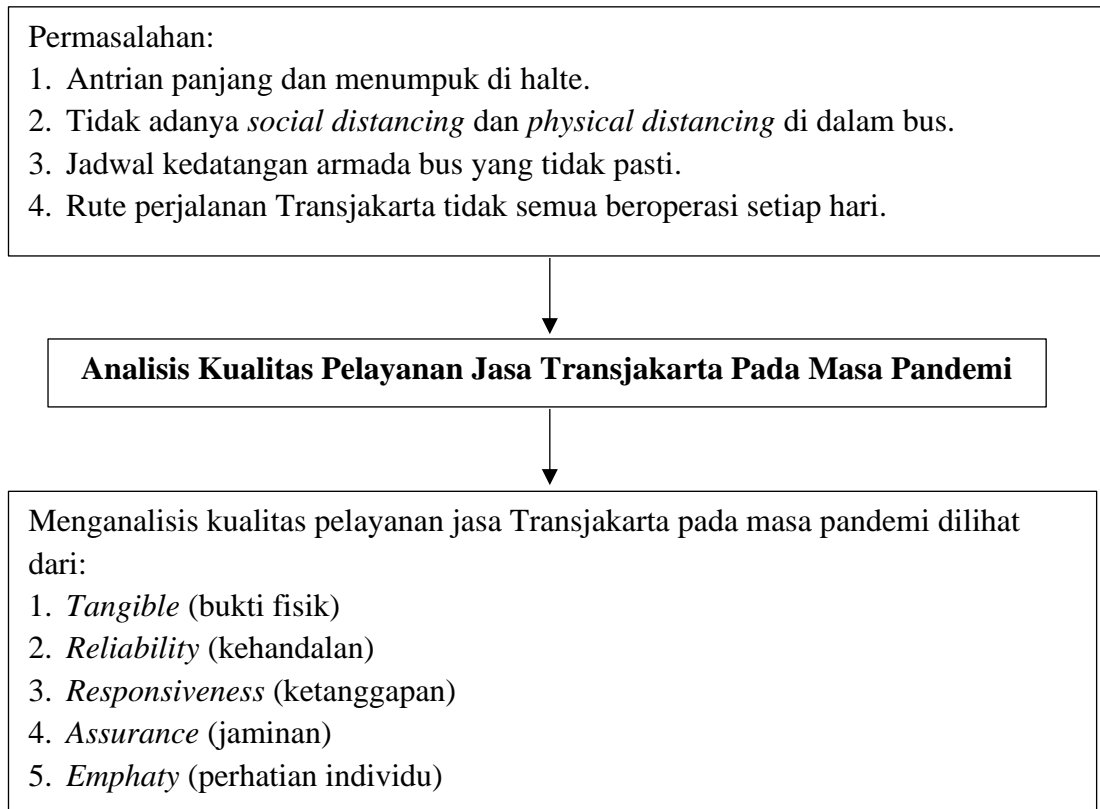 Permasalahan:
1. Antrian panjang dan menumpuk di halte.
2. Tidak adanya social distancing dan physical distancing di dalam bus.
3. Jadwal kedatangan armada bus yang tidak pasti.
4. Rute perjalanan Transjakarta tidak semua beroperasi setiap hari.
Analisis Kualitas Pelayanan Jasa Transjakarta Pada Masa Pandemi
Menganalisis kualitas pelayanan jasa Transjakarta pada masa pandemi dilihat
dari:
1. Tangible (bukti fisik)
2. Reliability (kehandalan)
3. Responsiveness (ketanggapan)
4. Assurance (jaminan)
5. Emphaty (perhatian individu)